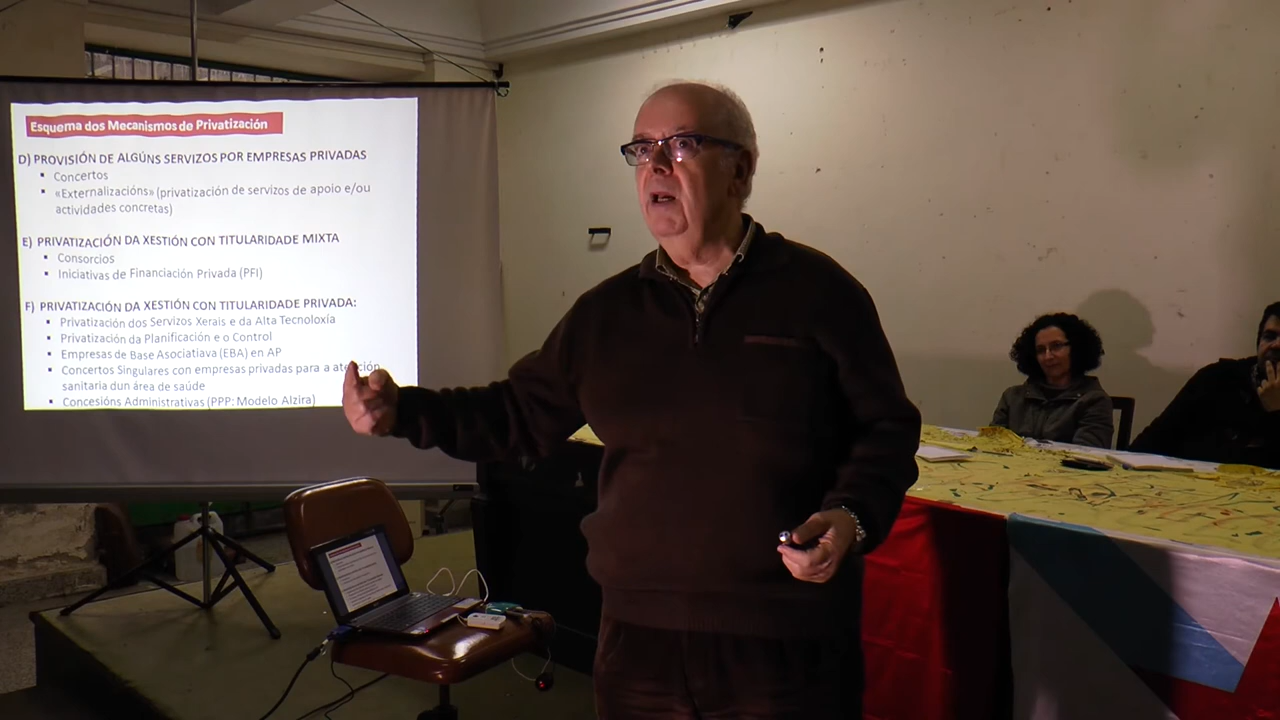 Esquema dos Mecanismos de Privatización
D) PROVISIÓN DE ALGÚNS SERVIZOS POR EMPRESAS PRIVADAS
▪ Concertos
▪ «Externalizacións» (privatización de servizos de apoio e/ou
actividades concretas)
E) PRIVATIZACIÓN DA XESTIÓN CON TITULARIDADE MIXTA
▪ Consorcios
▪ Iniciativas de Financiación Privada (PFI)
F) PRIVATIZACIÓN DA XESTIÓN CON TITULARIDADE PRIVADA:
▪ Privatización dos Servizos Xerais e da Alta Tecnoloxía
▪ Privatización da Planificación e o Control
▪ Empresas de Base Asociatiava (EBA) en AP
▪ Concertos Singulares con empresas privadas para a atención
sanitaria dun área de saúde
▪ Concesións Administrativas (PPP: Modelo Alzira)